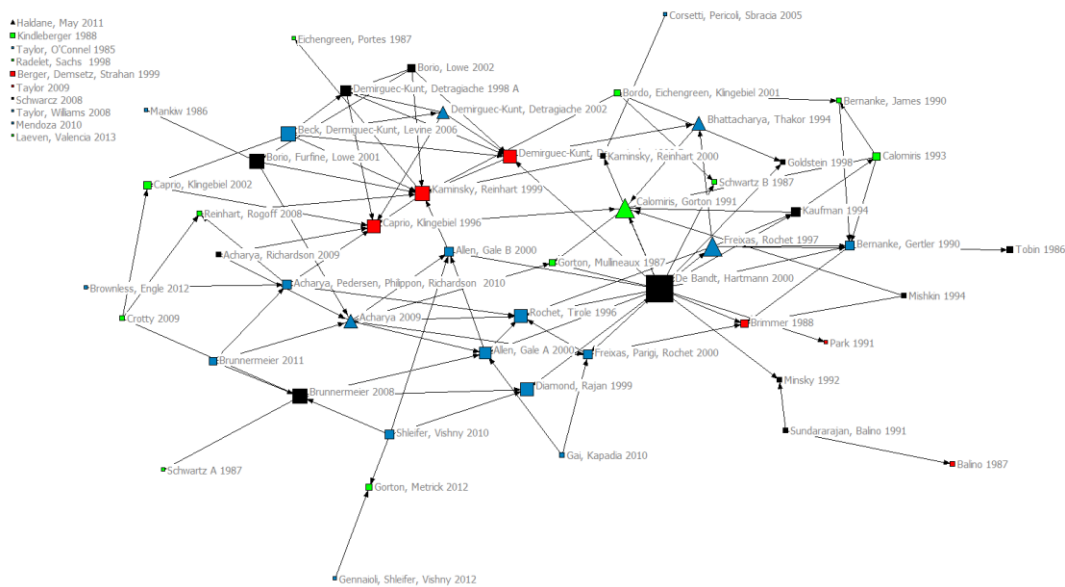 Haldane, May 2011
Kindleberger 1988
Taylor, O'Connel 1985
Radelet, Sachs 1998
Berger, Demsetz, Strahan 1999
Taylor 2009
Schwarcz 2008
Taylor, Williams 2008
Mendoza 2010
Laeven, Valencia 2013
Corsetti, Pericoli, Sbracia 2005
Eichengreen, Portes 1987
Borio, Lowe 2002
Demirguec-Kunt, Detragiache 1998 A
Bordo, Eichengreen, Klingebiel 2001
Bernanke, James 1990
Mankiw 1986
Demirguec-Kunt, Detragiache 2002
Bhattacharya, Thakor 1994
Beck, Dermiguec-Kunt, Levine 2006
Demirguec-Kunt,
Kaminsky, Reinhart 2000
Calomiris 1993
Borio, Furfine, Lowe 2001
Goldstein 1998
Schwartz B 1987
Caprio, Klingebiel 2002
Kaminsky, Reinhart 1999
Calomiris, Gorton 1991
Reinhart, Rogoff 2008
Kaufman 1994
Caprio, Klingebiel 1996
Freixas, Rochet 1997
Bernanke, Gertler 1990
Tobin 1986
Allen, Gale B 2000
Acharya, Richardson 2009
Gorton, Mullineaux 1987
De Bandt, Hartmann 2000
Brownless, Engle 2012
Acharya, Pedersen, Philippon, Richardson 2010
Mishkin 1994
Crotty 2009
Acharya 2009
Rochet, Tirole 1996
Brimmer 1988
Park 1991
Allen, Gale A 2000
Freixas, Parigi, Rochet 2000
Brunnermeier 2011
Minsky 1992
Brunnermeier 2008
Diamond, Rajan 1999
Shleifer, Vishny 2010
Sundararajan, Balino 1991
Gai, Kapadia 2010
Balino 1987
Schwartz A 1987
Gorton, Metrick 2012
Gennaioli, Shleifer, Vishny 2012